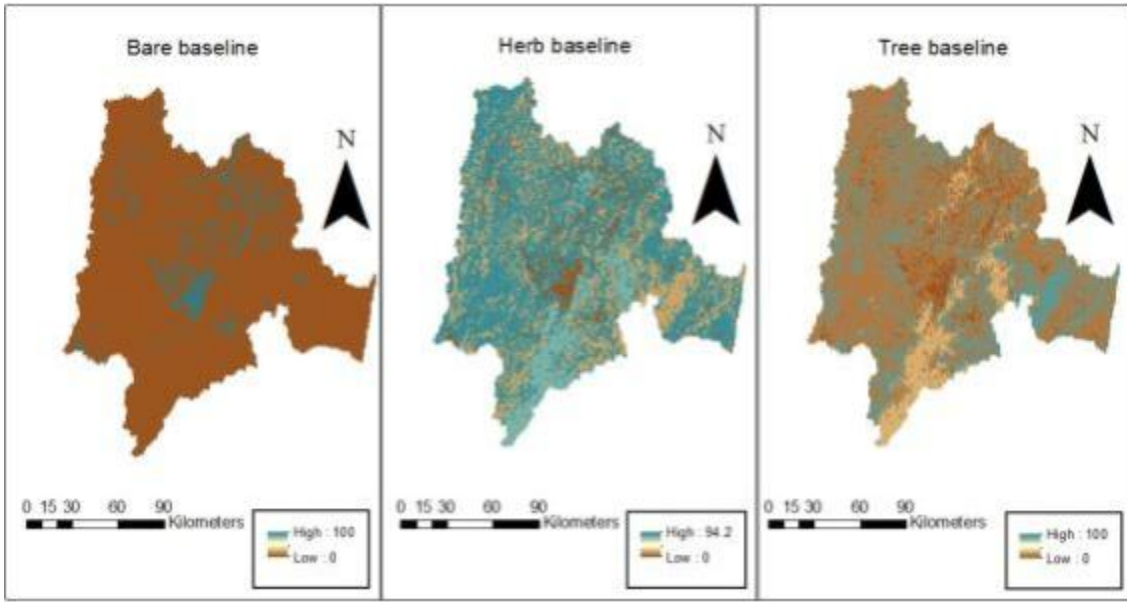 Bare baseline
N
0 15 30 60 90
Kilometers
High : 100
Low : 0
Herb baseline
N
0 15 30 60 90
Kilometers
High : 94.2
Low : 0
Tree baseline
N
0 15 30 60 90
Kilometers
High : 100
Low : 0